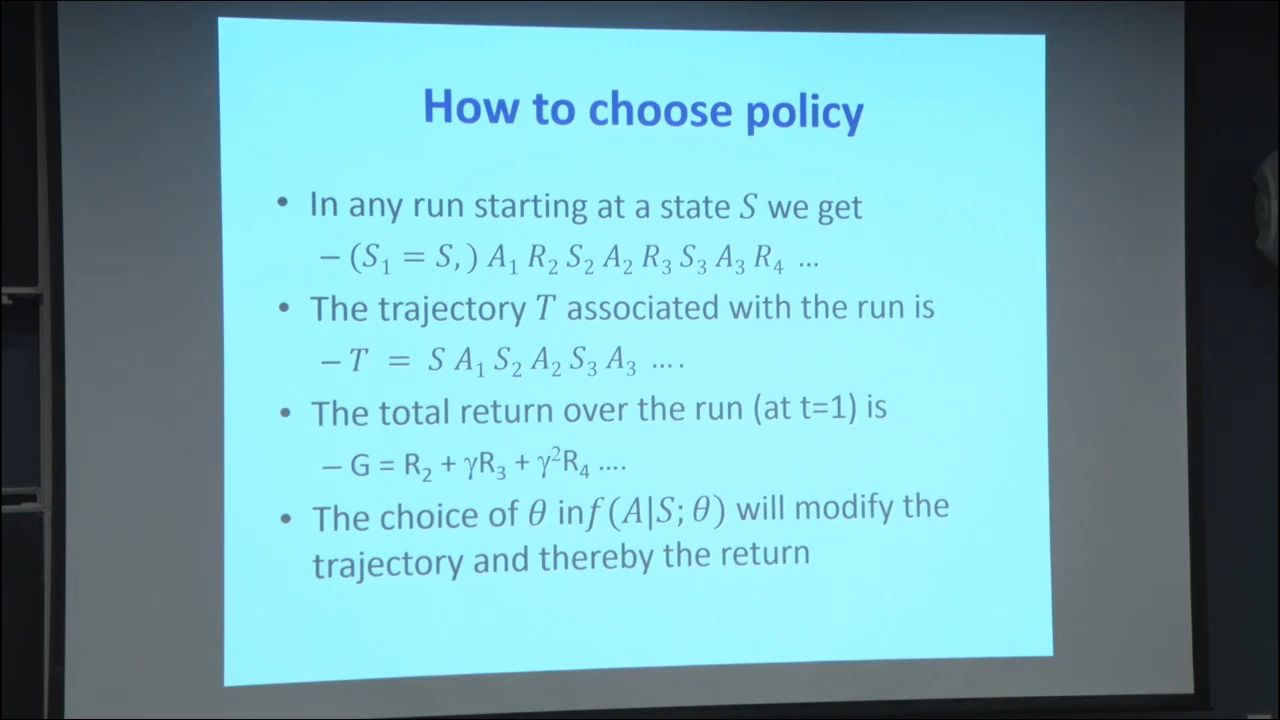 How to choose policy
• In any run starting at a state S we get
– (S₁ = S,) A₁ R₂ S₂ A₂ R₃ S₃ A₃ R₄ ...
• The trajectory T associated with the run is
– T = S A₁ S₂ A₂ S₃ A₃ ....
• The total return over the run (at t=1) is
– G = R₂ + γR₃ + γ²R₄ ....
• The choice of θ inf(A|S; θ) will modify the
trajectory and thereby the return